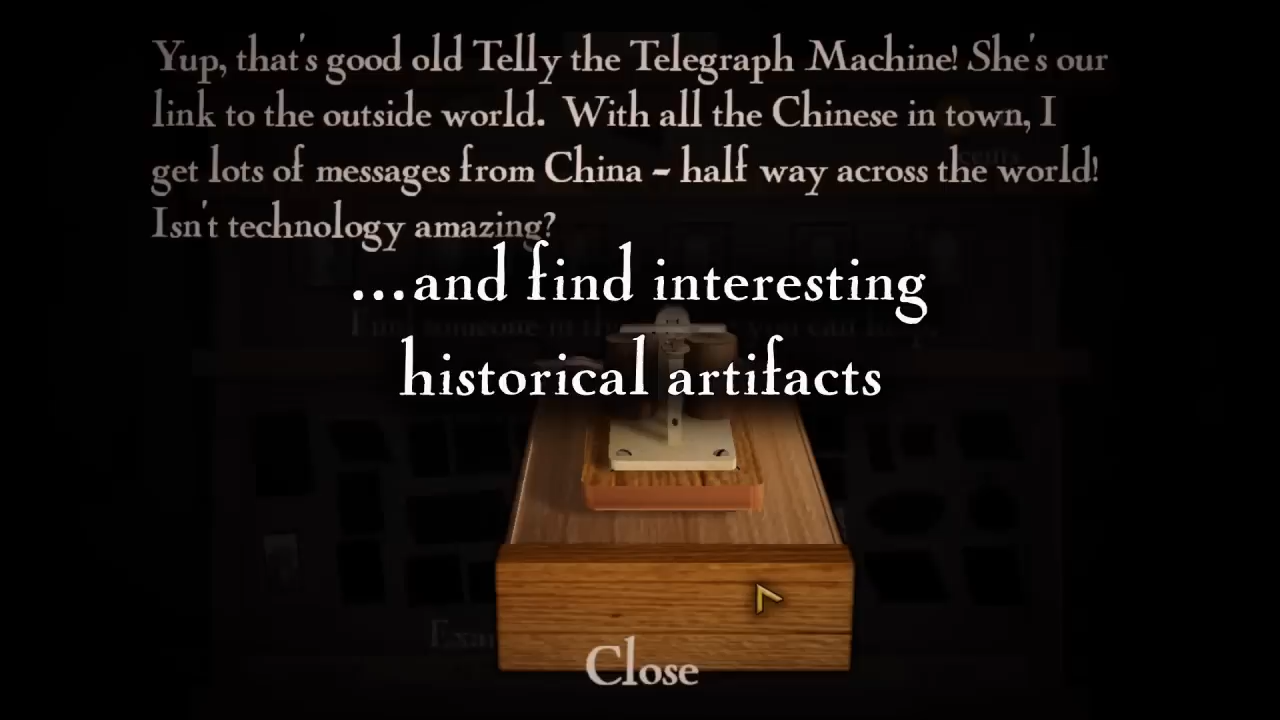 Yup, that's good old Telly the Telegraph Machine! She's our
link to the outside world. With all the Chinese in town, I
get lots of messages from China - half way across the world!
Isn't technology amazing?
...and find interesting
historical artifacts
Close